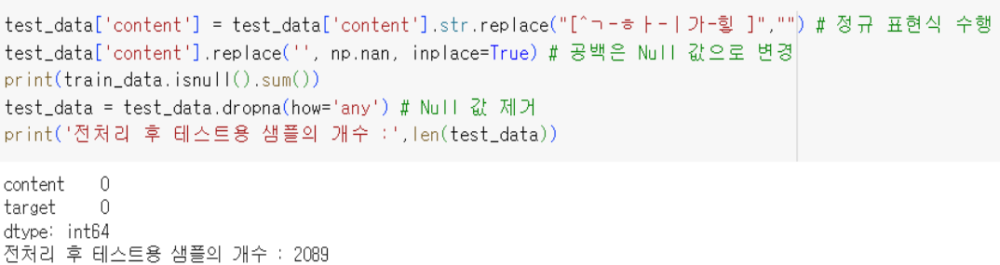 test_data['content'] = test_data['content'].str.replace("[^ㄱ-ㅎㅏ-ㅣ가-힣 ]","") # 정규 표현식 수행
test_data['content'].replace('', np.nan, inplace=True) # 공백은 Null 값으로 변경
print(train_data.isnull().sum())
test_data = test_data.dropna(how='any') # Null 값 제거
print('전처리 후 테스트용 샘플의 개수 :',len(test_data))
content 0
target 0
dtype: int64
전처리 후 테스트용 샘플의 개수 : 2089